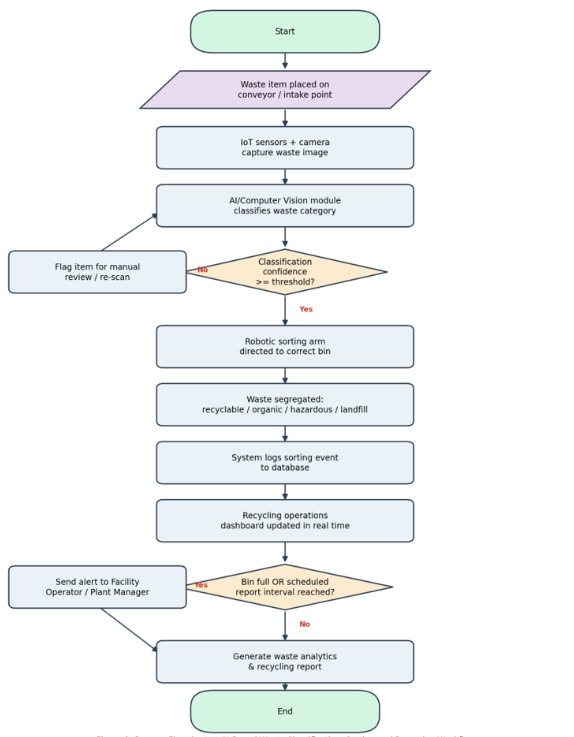 Start
Waste item placed on
conveyor / intake point
IoT sensors + camera
capture waste image
AI/Computer Vision module
classifies waste category
Flag item for manual
review / re-scan
No
Classification
confidence
>= threshold?
Yes
Robotic sorting arm
directed to correct bin
Waste segregated:
recyclable / organic / hazardous / landfill
System logs sorting event
to database
Recycling operations
dashboard updated in real time
Send alert to Facility
Operator / Plant Manager
Yes
Bin full OR scheduled
report interval reached?
No
Generate waste analytics
& recycling report
End